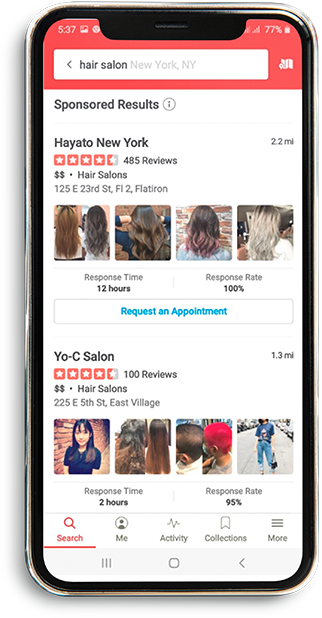 5:37 77%
hair salon New York, NY
Sponsored Results
Hayato New York 2.2 mi
485 Reviews
$$ • Hair Salons
125 E 23rd St, Fl 2, Flatiron
Response Time Response Rate
12 hours 100%
Request an Appointment
Yo-C Salon 1.3 mi
100 Reviews
$$ • Hair Salons
225 E 5th St, East Village
Response Time Response Rate
2 hours 95%
Search Me Activity Collections More